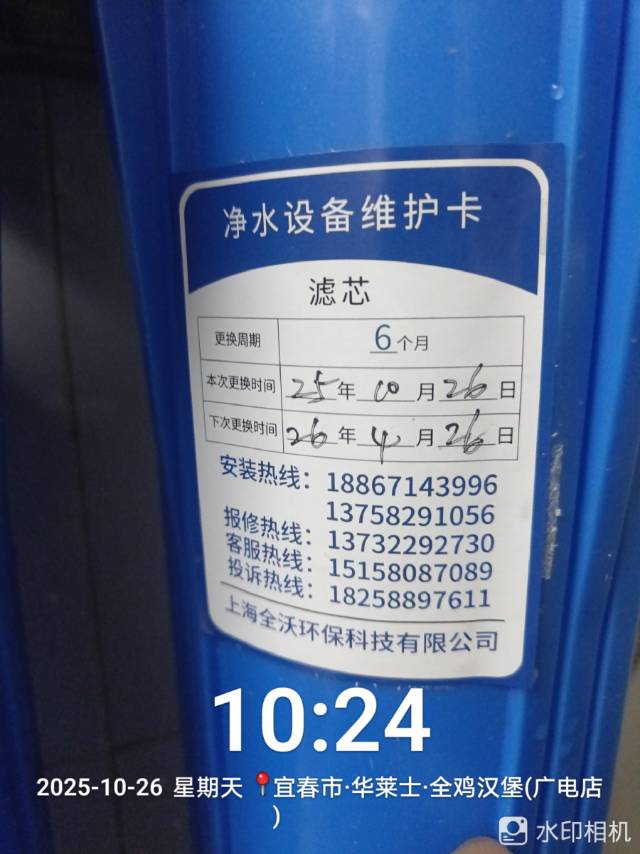 净水设备维护卡
滤芯
更换周期 6个月
本次更换时间 25年10月26日
下次更换时间 26年4月26日
安装热线：18867143996
13758291056
报修热线：13732292730
客服热线：15158087089
投诉热线：18258897611
上海全沃环保科技有限公司
10:24
2025-10-26 星期天 宜春市·华莱士·全鸡汉堡(广电店
)
水印相机